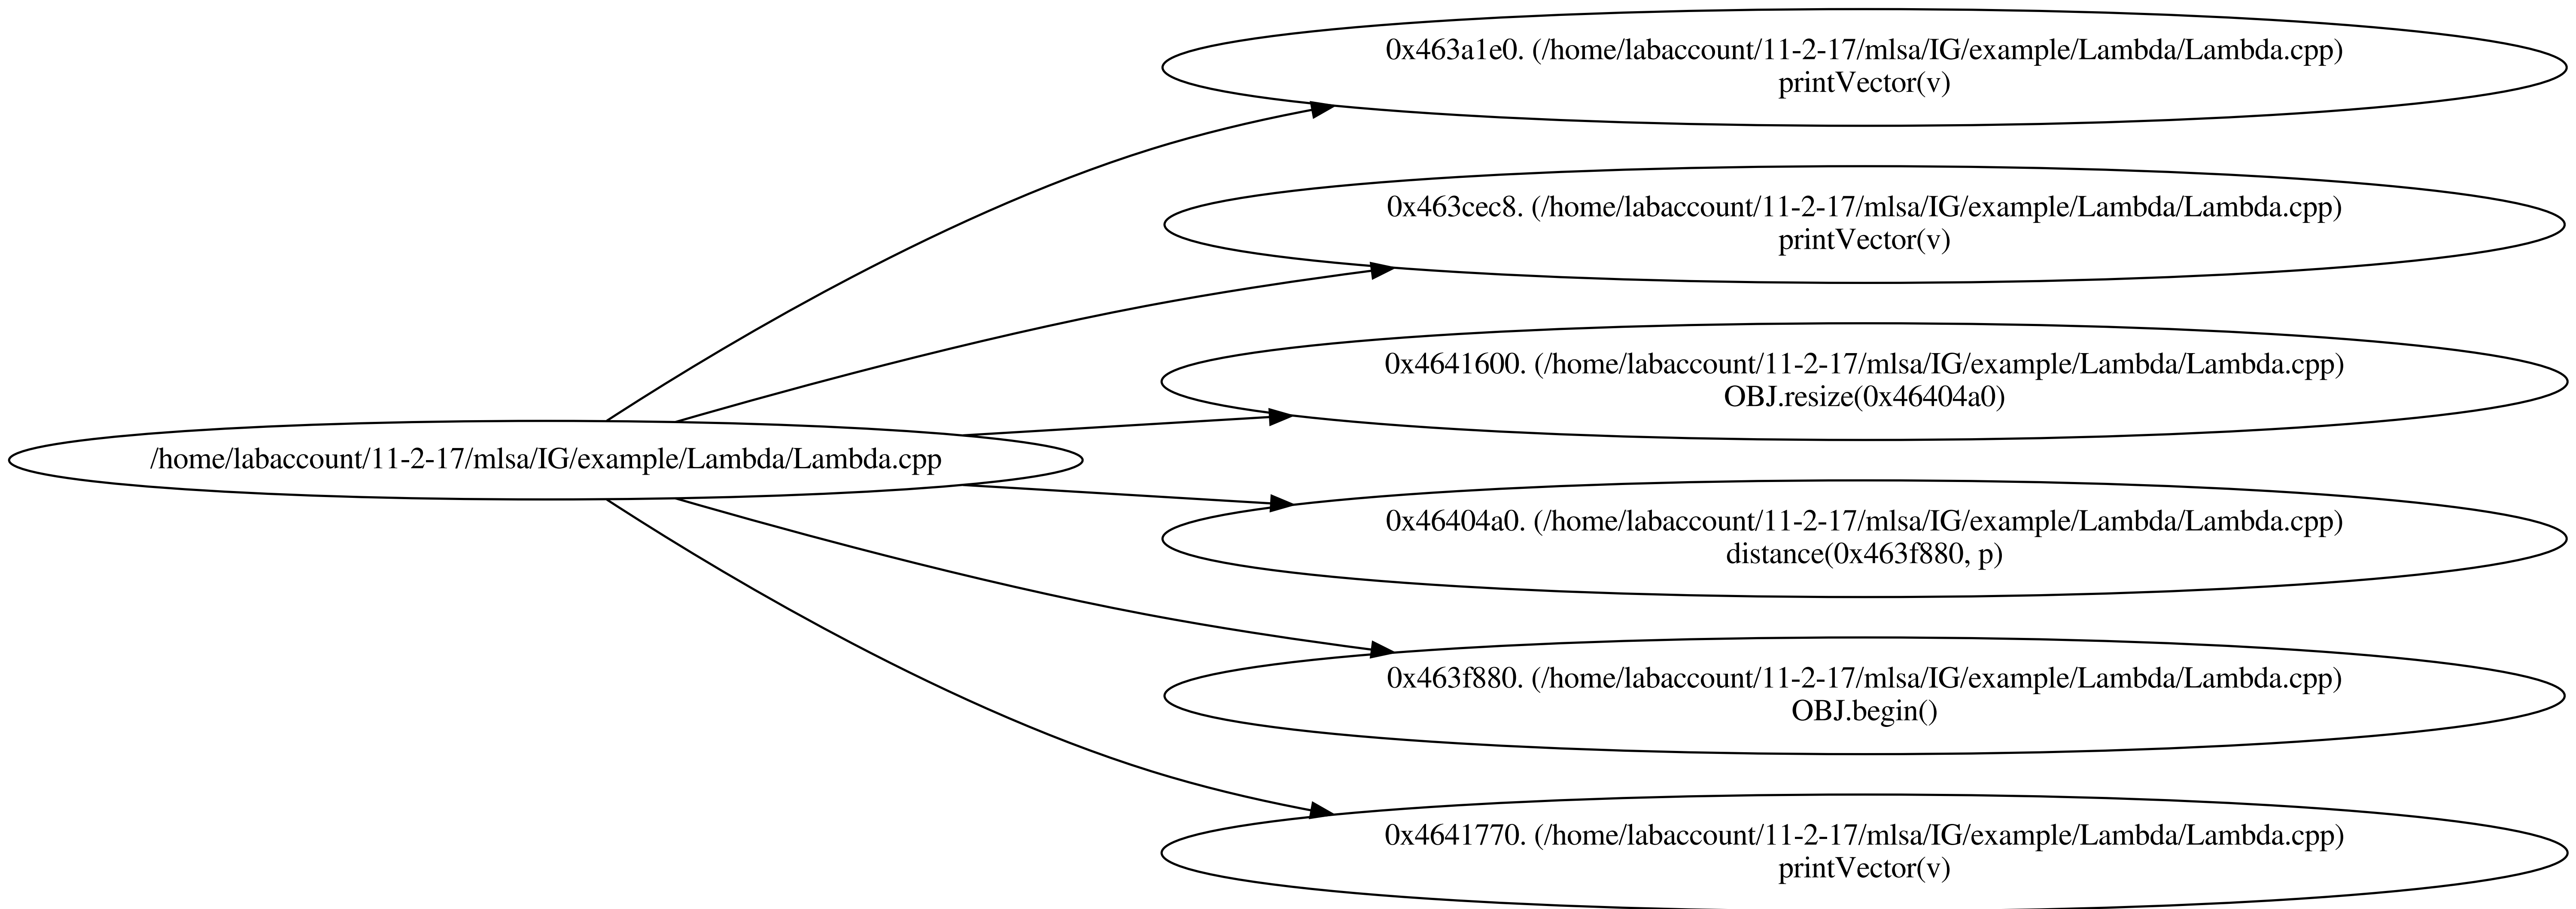 0x463a1e0. (/home/labaccount/11-2-17/mlsa/IG/example/Lambda/Lambda.cpp)
printVector(v)
0x463cec8. (/home/labaccount/11-2-17/mlsa/IG/example/Lambda/Lambda.cpp)
printVector(v)
0x4641600. (/home/labaccount/11-2-17/mlsa/IG/example/Lambda/Lambda.cpp)
OBJ.resize(0x46404a0)
/home/labaccount/11-2-17/mlsa/IG/example/Lambda/Lambda.cpp
0x46404a0. (/home/labaccount/11-2-17/mlsa/IG/example/Lambda/Lambda.cpp)
distance(0x463f880, p)
0x463f880. (/home/labaccount/11-2-17/mlsa/IG/example/Lambda/Lambda.cpp)
OBJ.begin()
0x4641770. (/home/labaccount/11-2-17/mlsa/IG/example/Lambda/Lambda.cpp)
printVector(v)